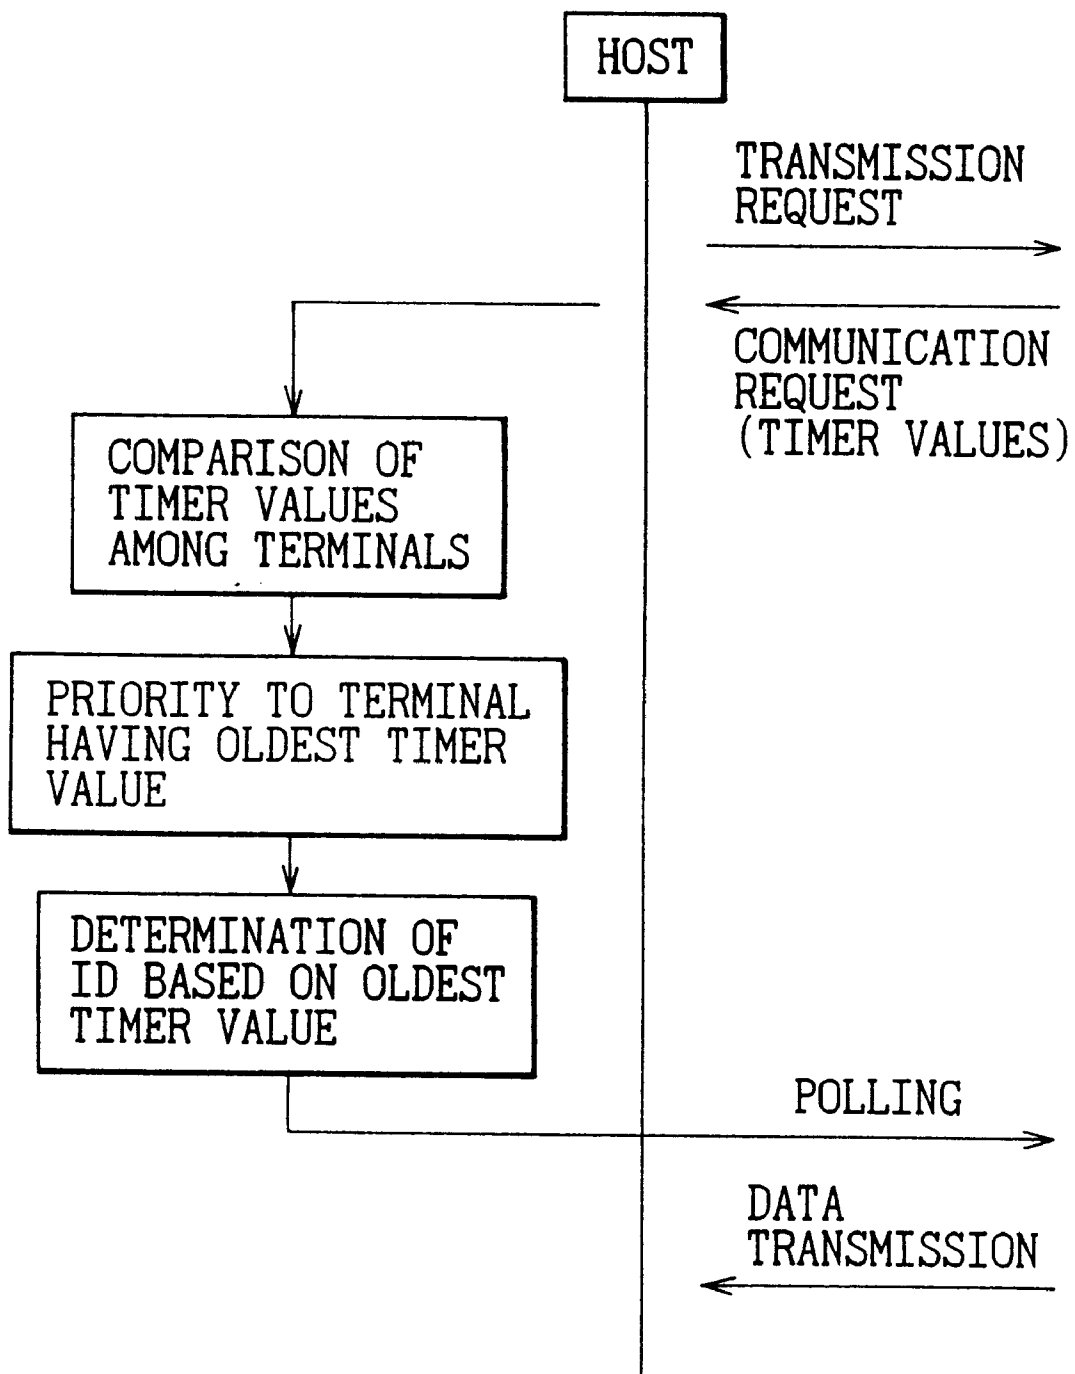 HOST
TRANSMISSION
REQUEST
COMMUNICATION
REQUEST
(TIMER VALUES)
COMPARISON OF
TIMER VALUES
AMONG TERMINALS
PRIORITY TO TERMINAL
HAVING OLDEST TIMER
VALUE
DETERMINATION OF
ID BASED ON OLDEST
TIMER VALUE
POLLING
DATA
TRANSMISSION